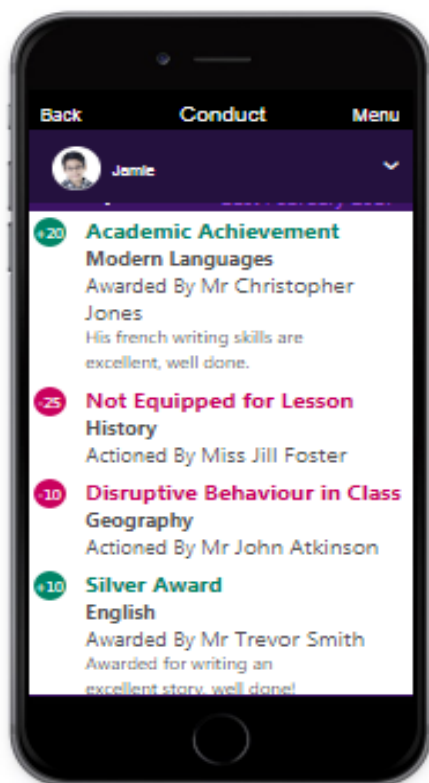 Back Conduct Menu
Jamie
+20 Academic Achievement
Modern Languages
Awarded By Mr Christopher
Jones
His french writing skills are
excellent, well done.
-25 Not Equipped for Lesson
History
Actioned By Miss Jill Foster
-10 Disruptive Behaviour in Class
Geography
Actioned By Mr John Atkinson
+10 Silver Award
English
Awarded By Mr Trevor Smith
Awarded for writing an
excellent story, well done!